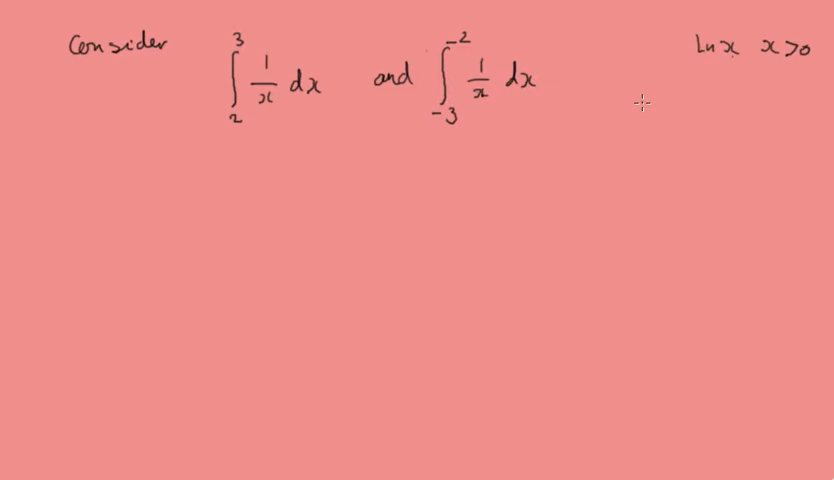 Consider ∫₂³ 1/x dx and ∫₋₃⁻² 1/x dx ln x x>0